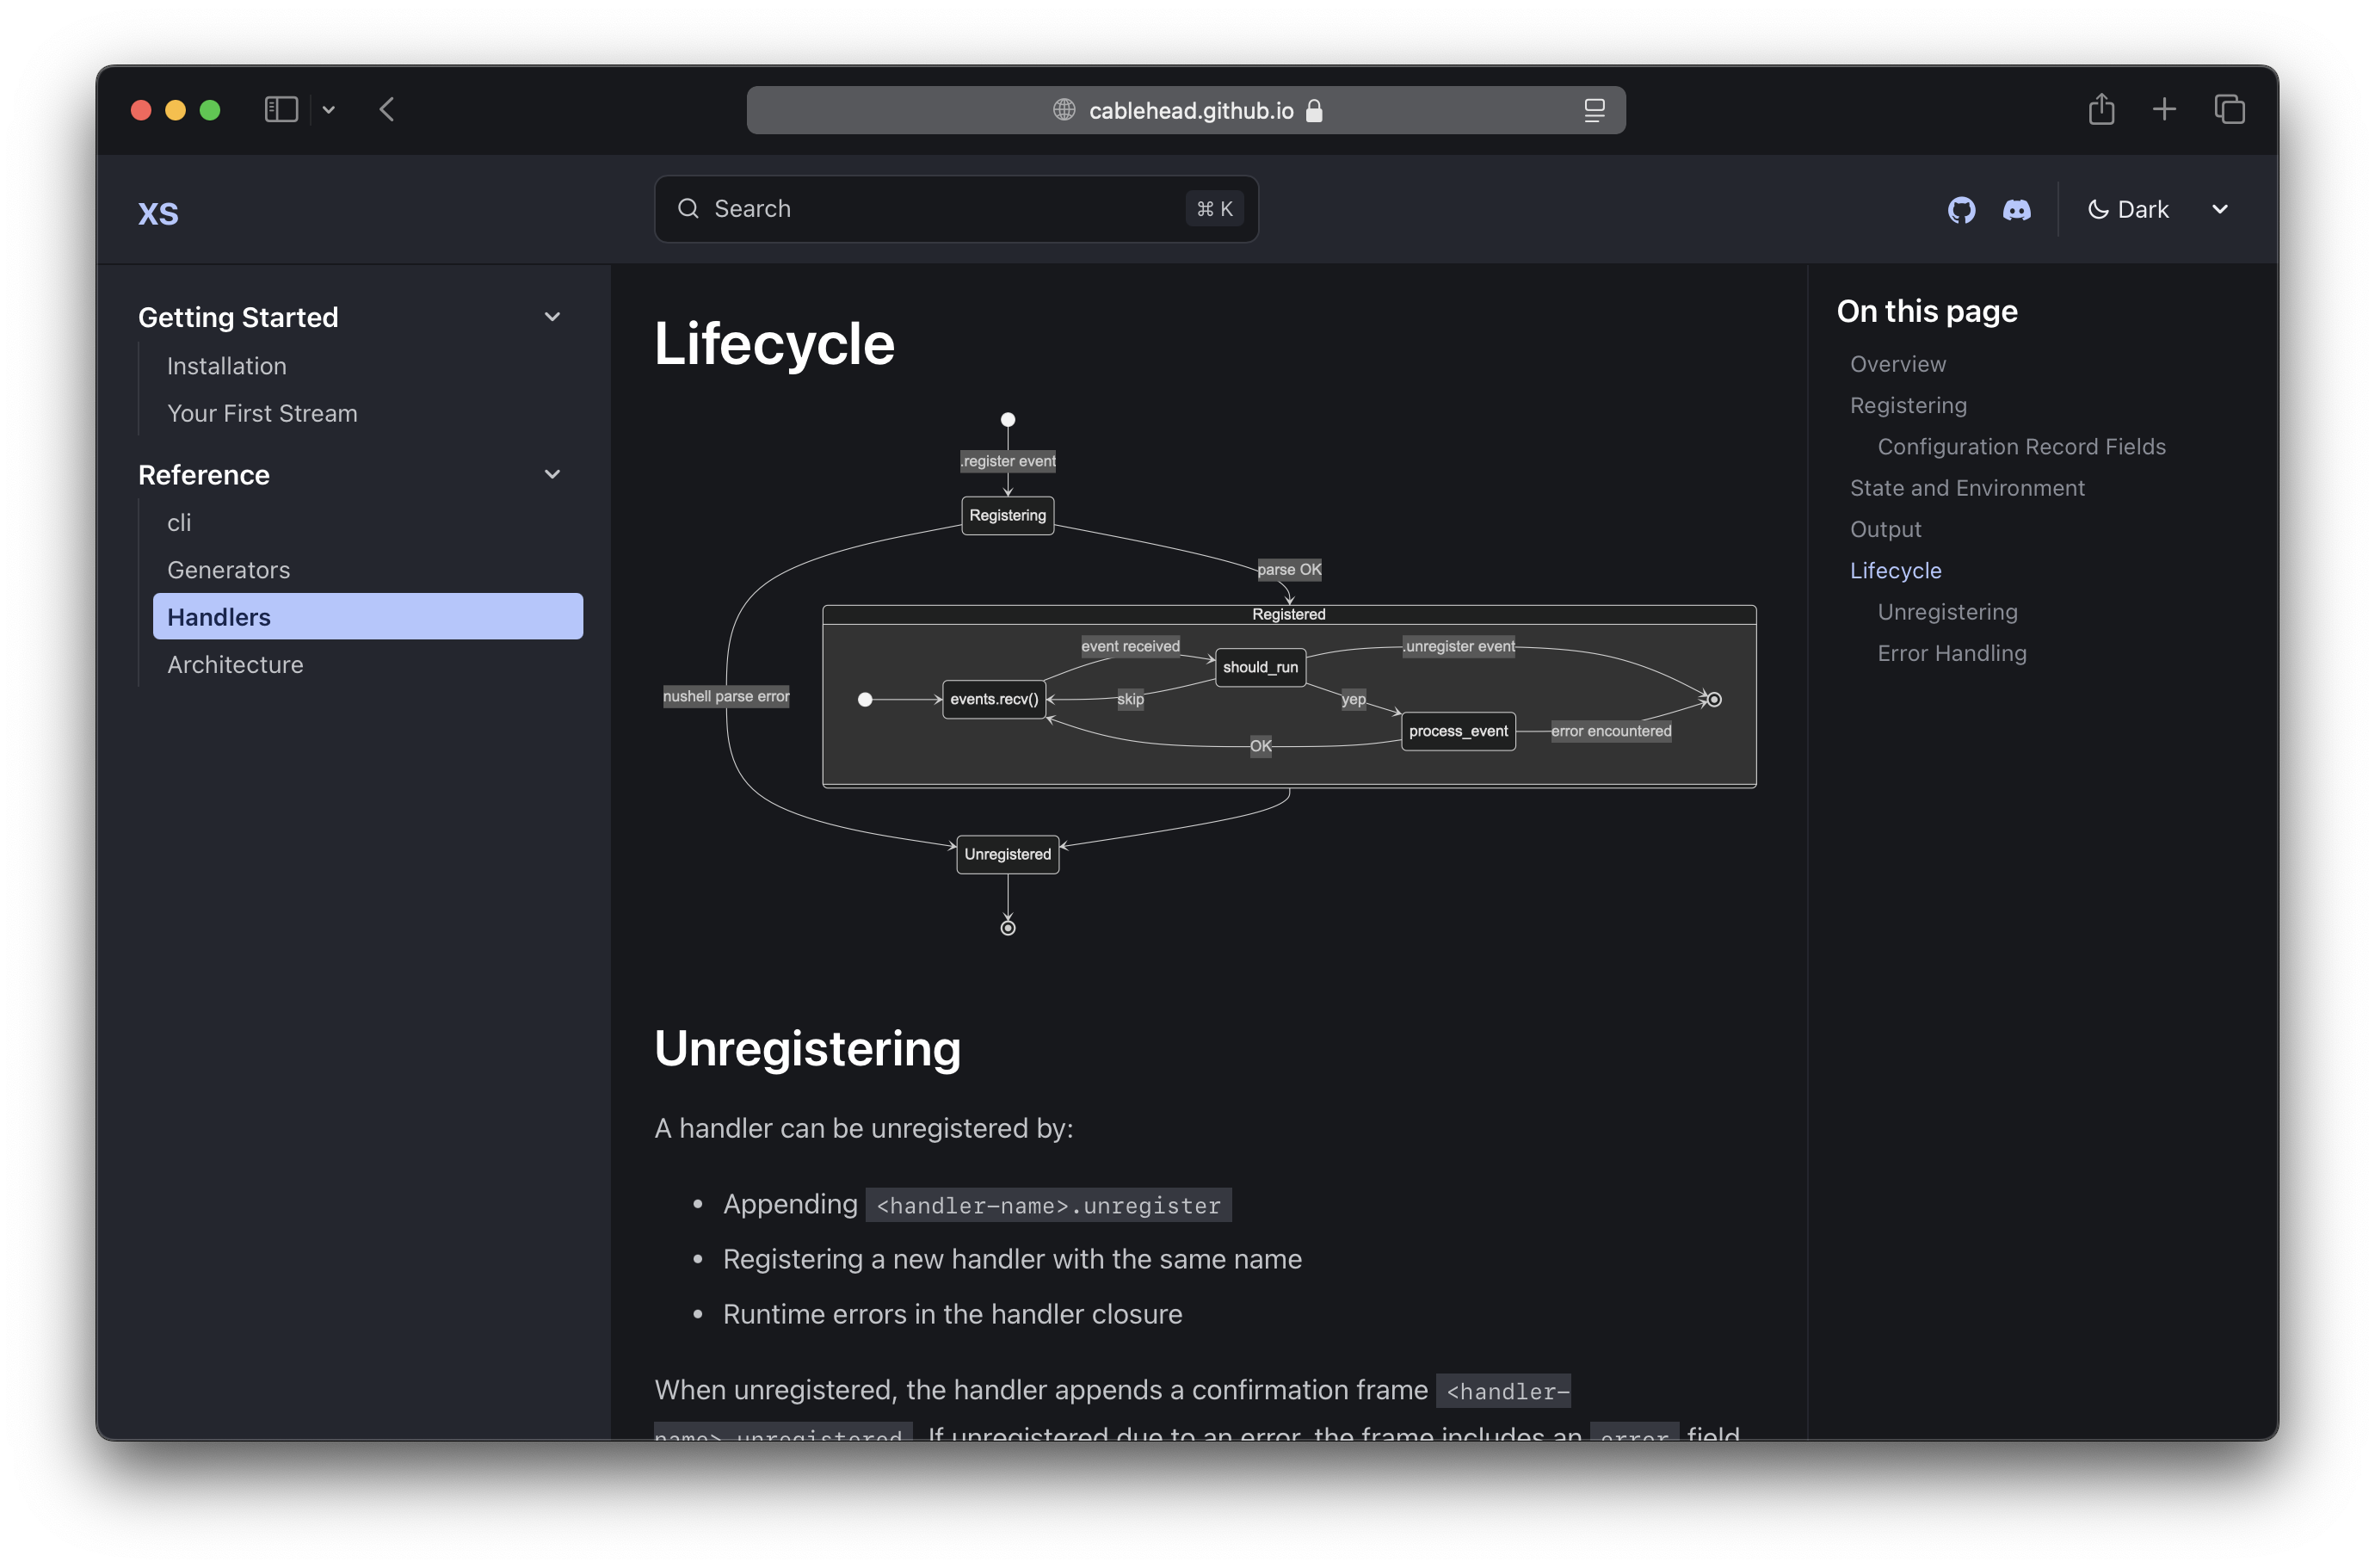 cablehead.github.io
XS
Search
⌘ K
Dark
Getting Started
Installation
Your First Stream
Reference
cli
Generators
Handlers
Architecture
Lifecycle
.register event
Registering
parse OK
Registered
event received
should_run
.unregister event
nushell parse error
events.recv()
skip
yep
process_event
error encountered
OK
Unregistered
Unregistering
A handler can be unregistered by:
• Appending <handler-name>.unregister
• Registering a new handler with the same name
• Runtime errors in the handler closure
When unregistered, the handler appends a confirmation frame <handler-
name>.unregistered . If unregistered due to an error, the frame includes an error field
On this page
Overview
Registering
Configuration Record Fields
State and Environment
Output
Lifecycle
Unregistering
Error Handling